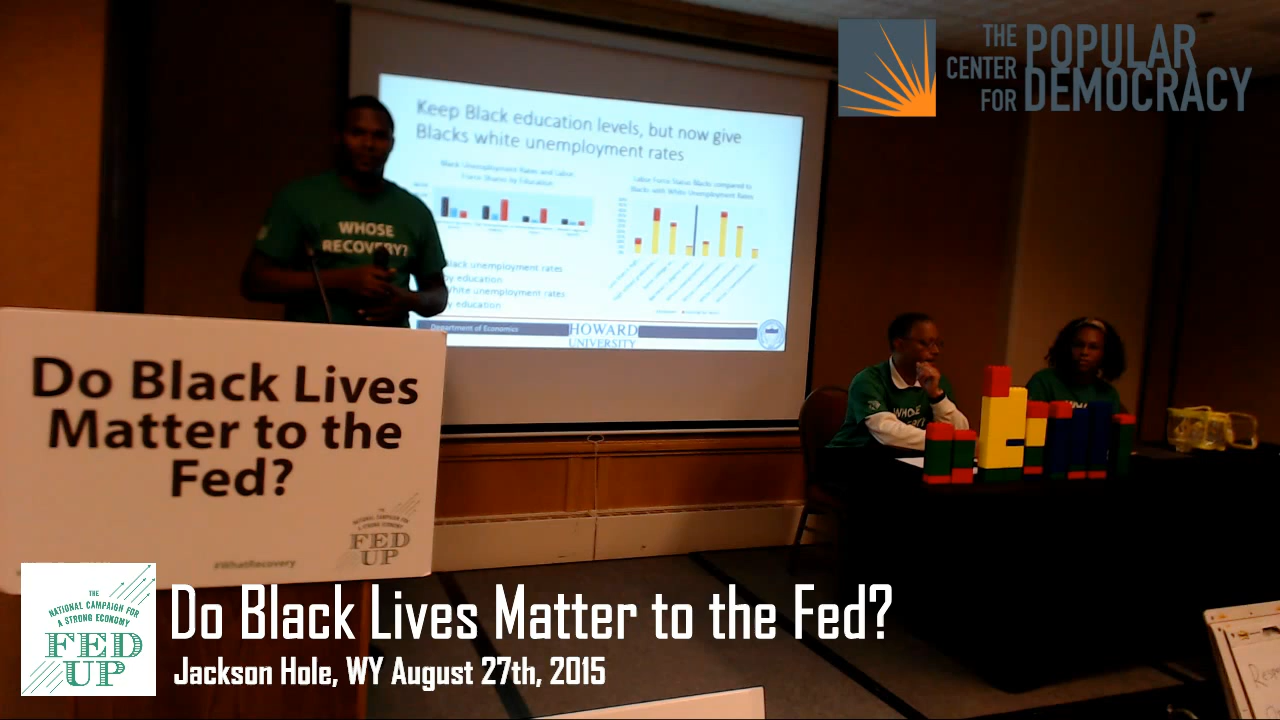 THE
CENTER
FOR
POPULAR
DEMOCRACY
Keep Black education levels, but now give
Blacks white unemployment rates
Black Unemployment Rates and Labor
Force Shares by Education
Labor Force Status Blacks compared to
Blacks with White Unemployment Rates
Black unemployment rates
by education
White unemployment rates
by education
Department of Economics
HOWARD
UNIVERSITY
WHOSE
RECOVERY?
WHOSE
Do Black Lives
Matter to the
Fed?
THE
NATIONAL CAMPAIGN FOR
A STRONG ECONOMY
FED
UP
#WhatRecovery
THE
NATIONAL CAMPAIGN FOR
A STRONG ECONOMY
FED
UP
Do Black Lives Matter to the Fed?
Jackson Hole, WY August 27th, 2015